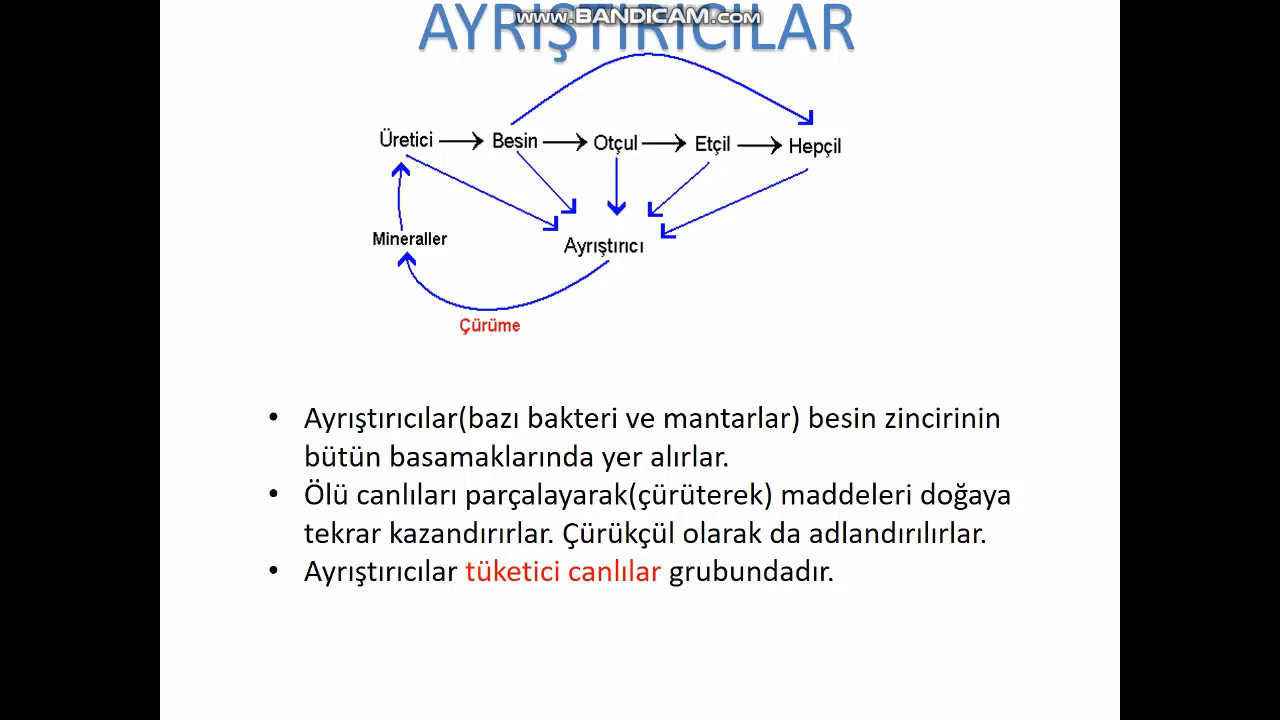 www.BANDICAM.com
AYRIŞTIRICILAR
Üretici
Besin
Otçul
Etçil
Hepçil
Mineraller
Ayrıştırıcı
Çürüme
• Ayrıştırıcılar(bazı bakteri ve mantarlar) besin zincirinin
bütün basamaklarında yer alırlar.
• Ölü canlıları parçalayarak(çürüterek) maddeleri doğaya
tekrar kazandırırlar. Çürükçül olarak da adlandırılırlar.
• Ayrıştırıcılar tüketici canlılar grubundadır.